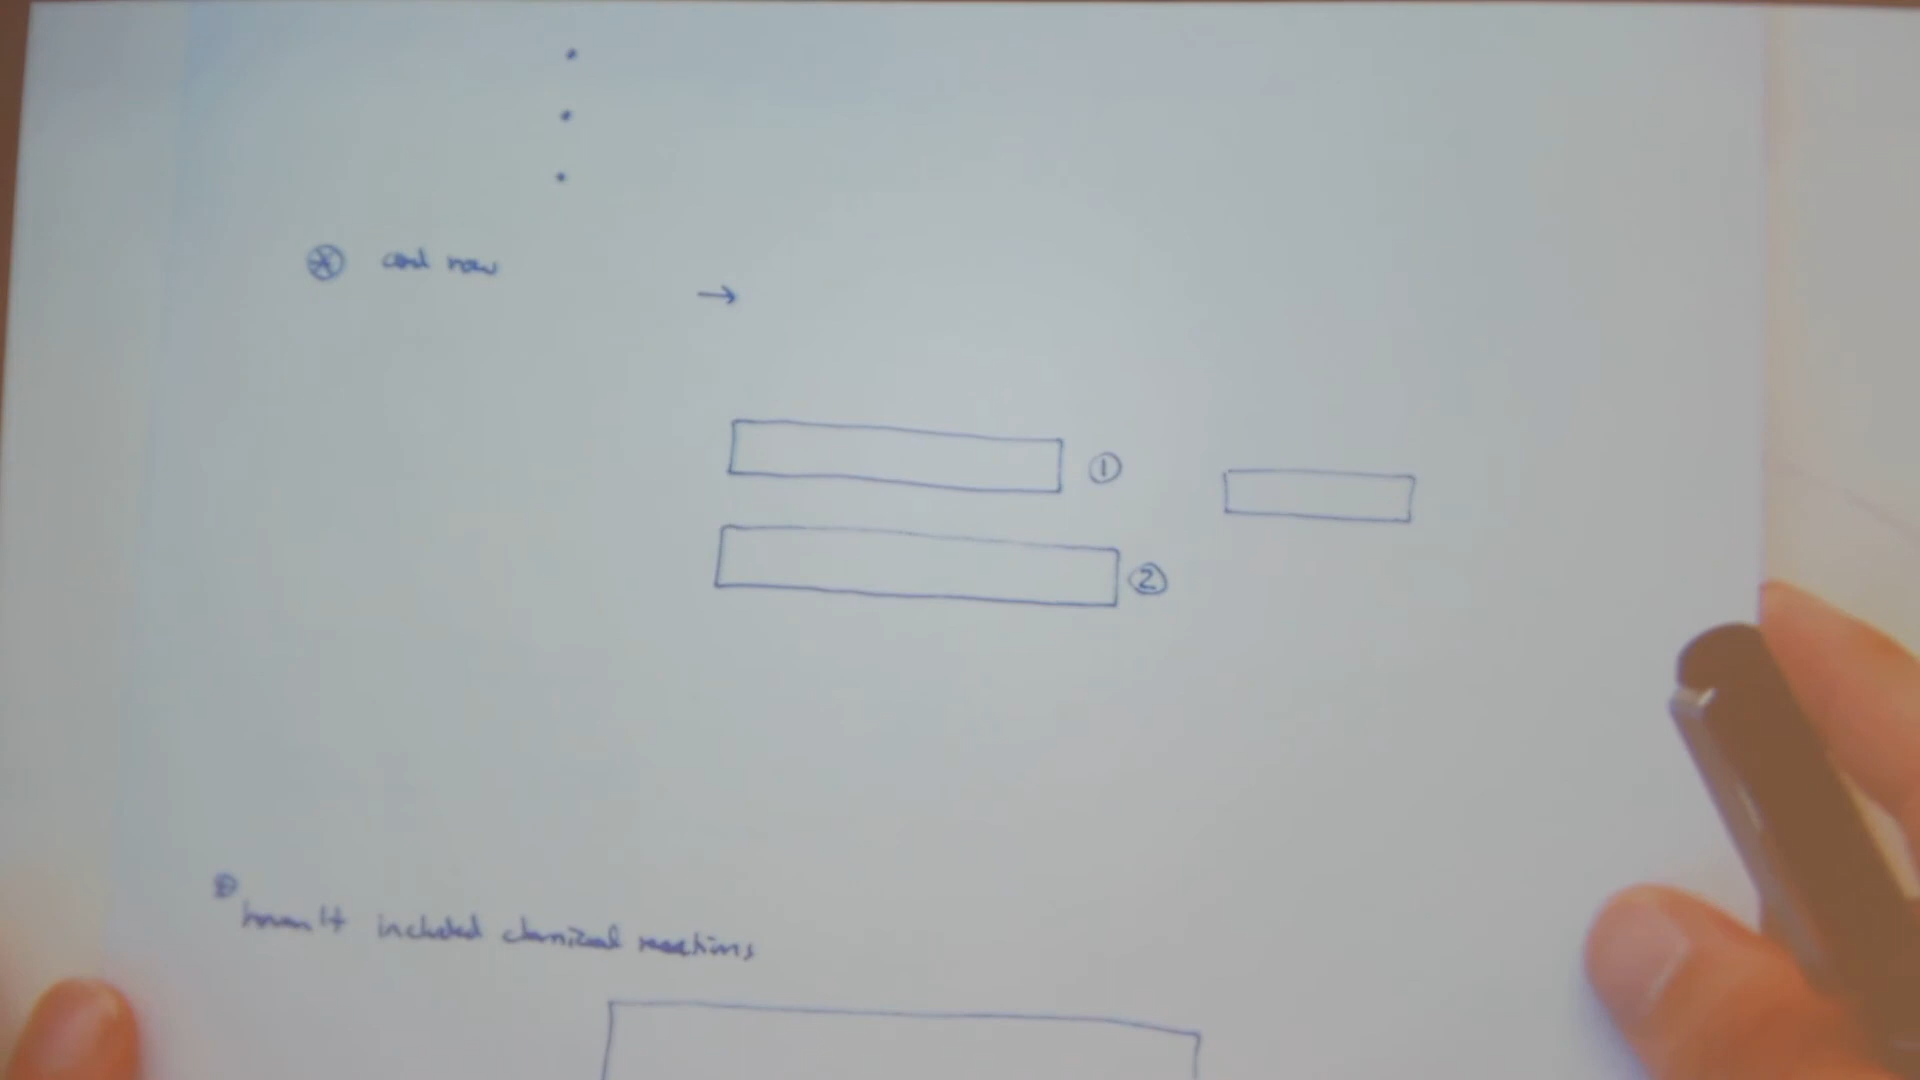 and now
→
①
②
haven't included chemical reactions